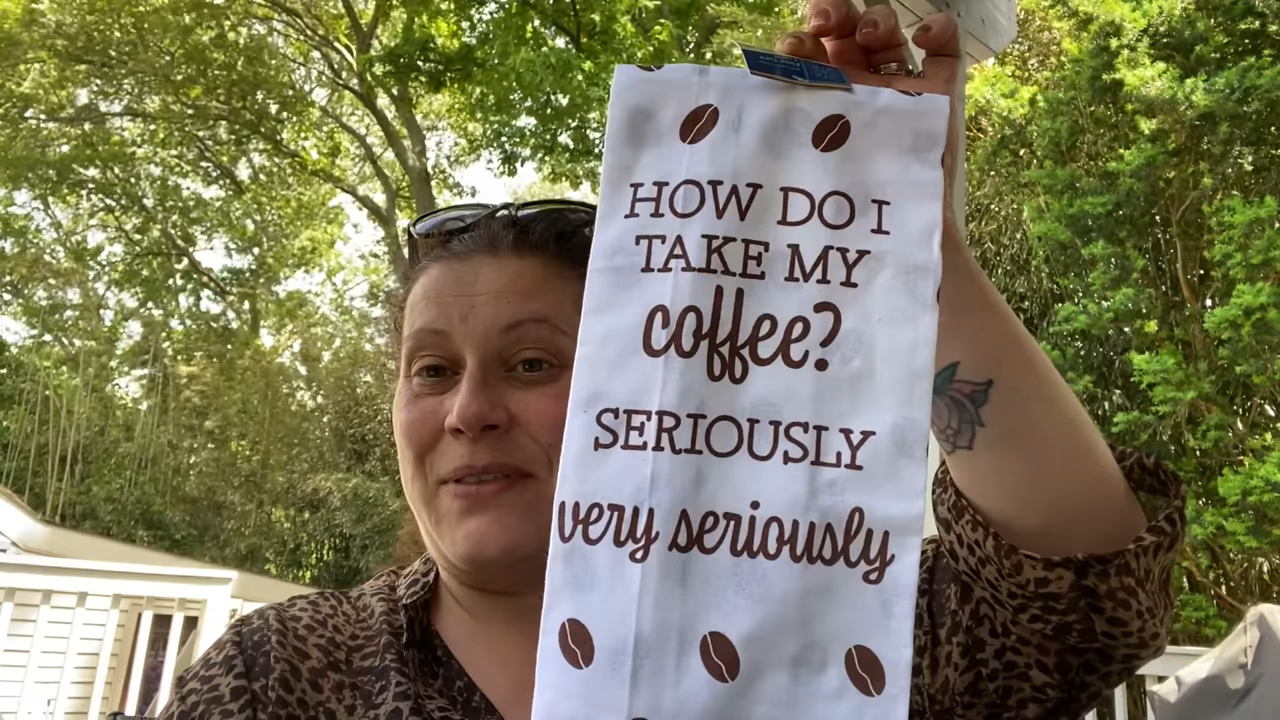 HOW DO I
TAKE MY
coffee?
SERIOUSLY
very seriously